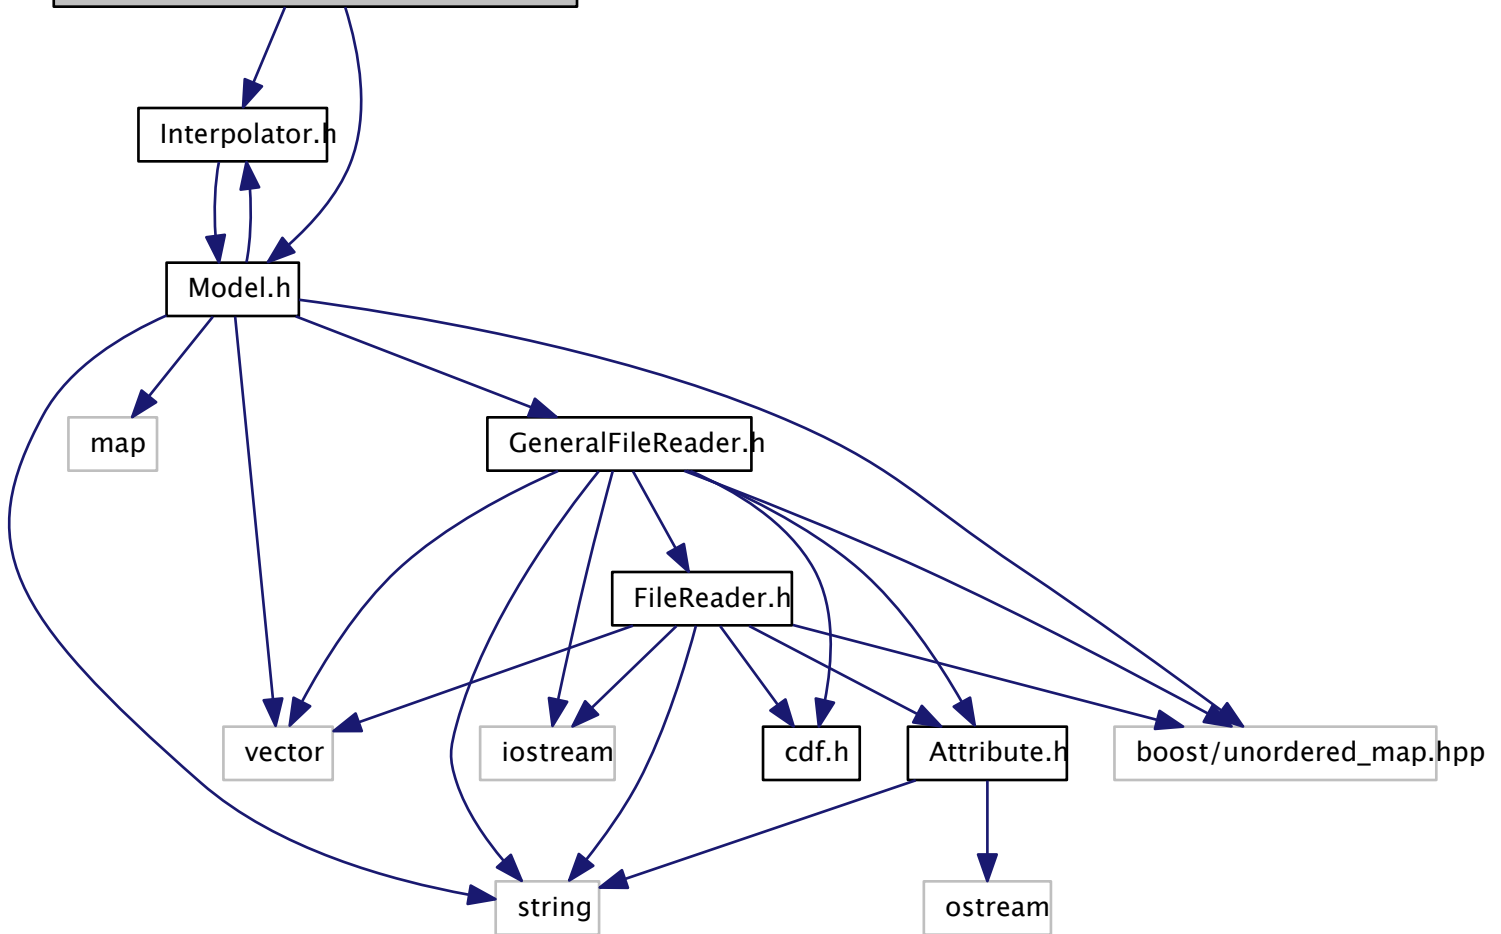 Interpolator.h
Model.h
map
GeneralFileReader.h
FileReader.h
vector
iostream
cdf.h
Attribute.h
boost/unordered_map.hpp
string
ostream